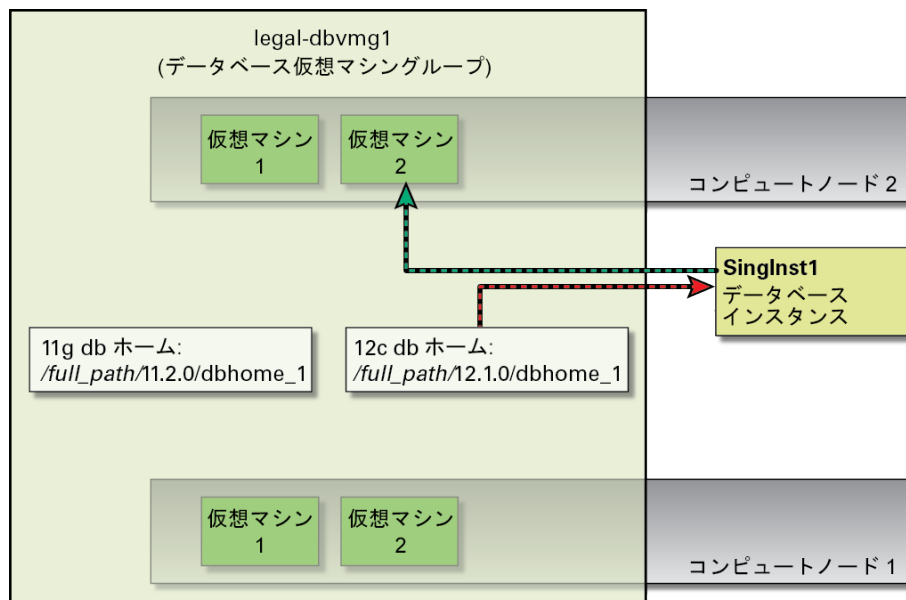 legal-dbvmg1
(データベース仮想マシングループ)
仮想マシン
1
仮想マシン
2
コンピュートノード 2
SingInst1
データベース
インスタンス
11g db ホーム:
/full_path/11.2.0/dbhome_1
12c db ホーム:
/full_path/12.1.0/dbhome_1
仮想マシン
1
仮想マシン
2
コンピュートノード 1